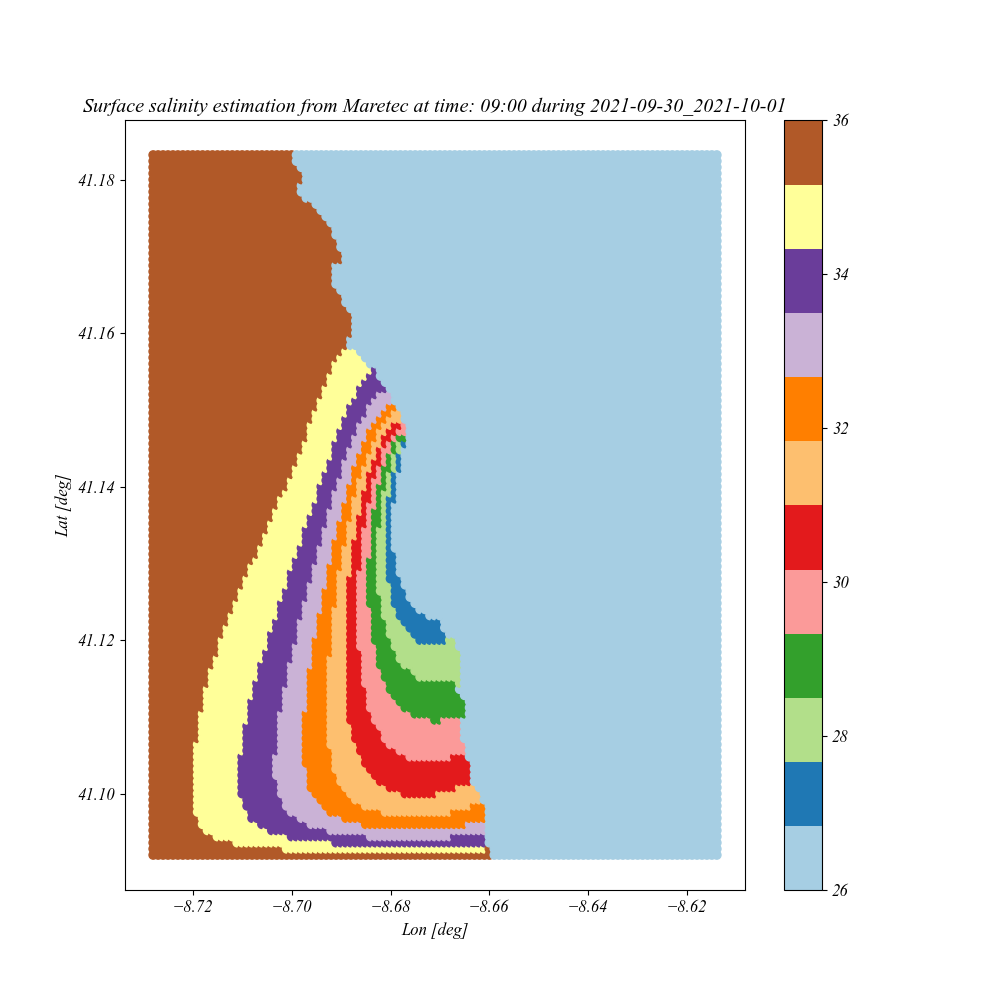 Surface salinity estimation from Maretec at time: 09:00 during 2021-09-30_2021-10-01
36
41.18
34
41.16
32
Lat [deg]
41.14
30
41.12
28
41.10
26
−8.72 −8.70 −8.68 −8.66 −8.64 −8.62
Lon [deg]